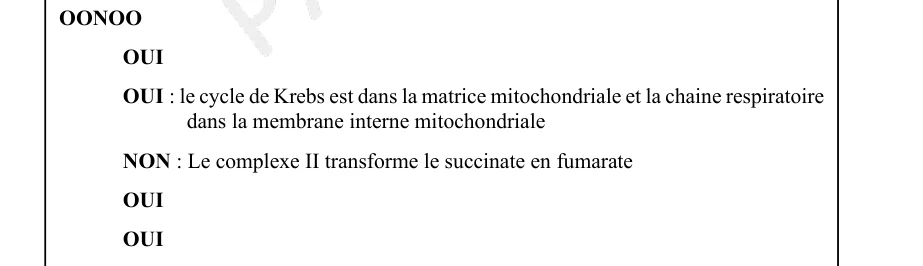 OONOO
OUI
OUI : le cycle de Krebs est dans la matrice mitochondriale et la chaine respiratoire
dans la membrane interne mitochondriale
NON : Le complexe II transforme le succinate en fumarate
OUI
OUI